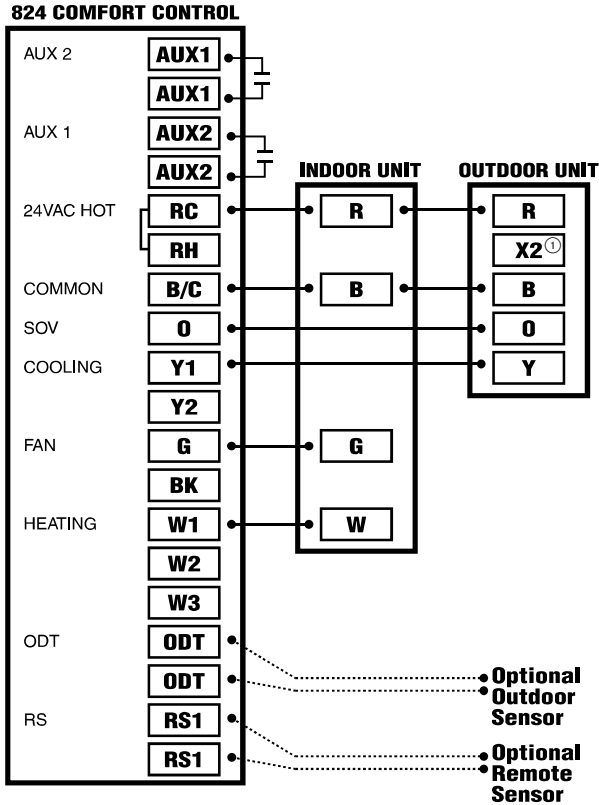 824 COMFORT CONTROL
AUX 2 AUX1
AUX1
AUX 1 AUX2
AUX2
INDOOR UNIT OUTDOOR UNIT
24VAC HOT RC R R
RH X2①
COMMON B/C B B
SOV O O
COOLING Y1 Y
Y2
FAN G G
BK
HEATING W1 W
W2
W3
ODT ODT
ODT
Optional
Outdoor
Sensor
RS RS1
RS1
Optional
Remote
Sensor